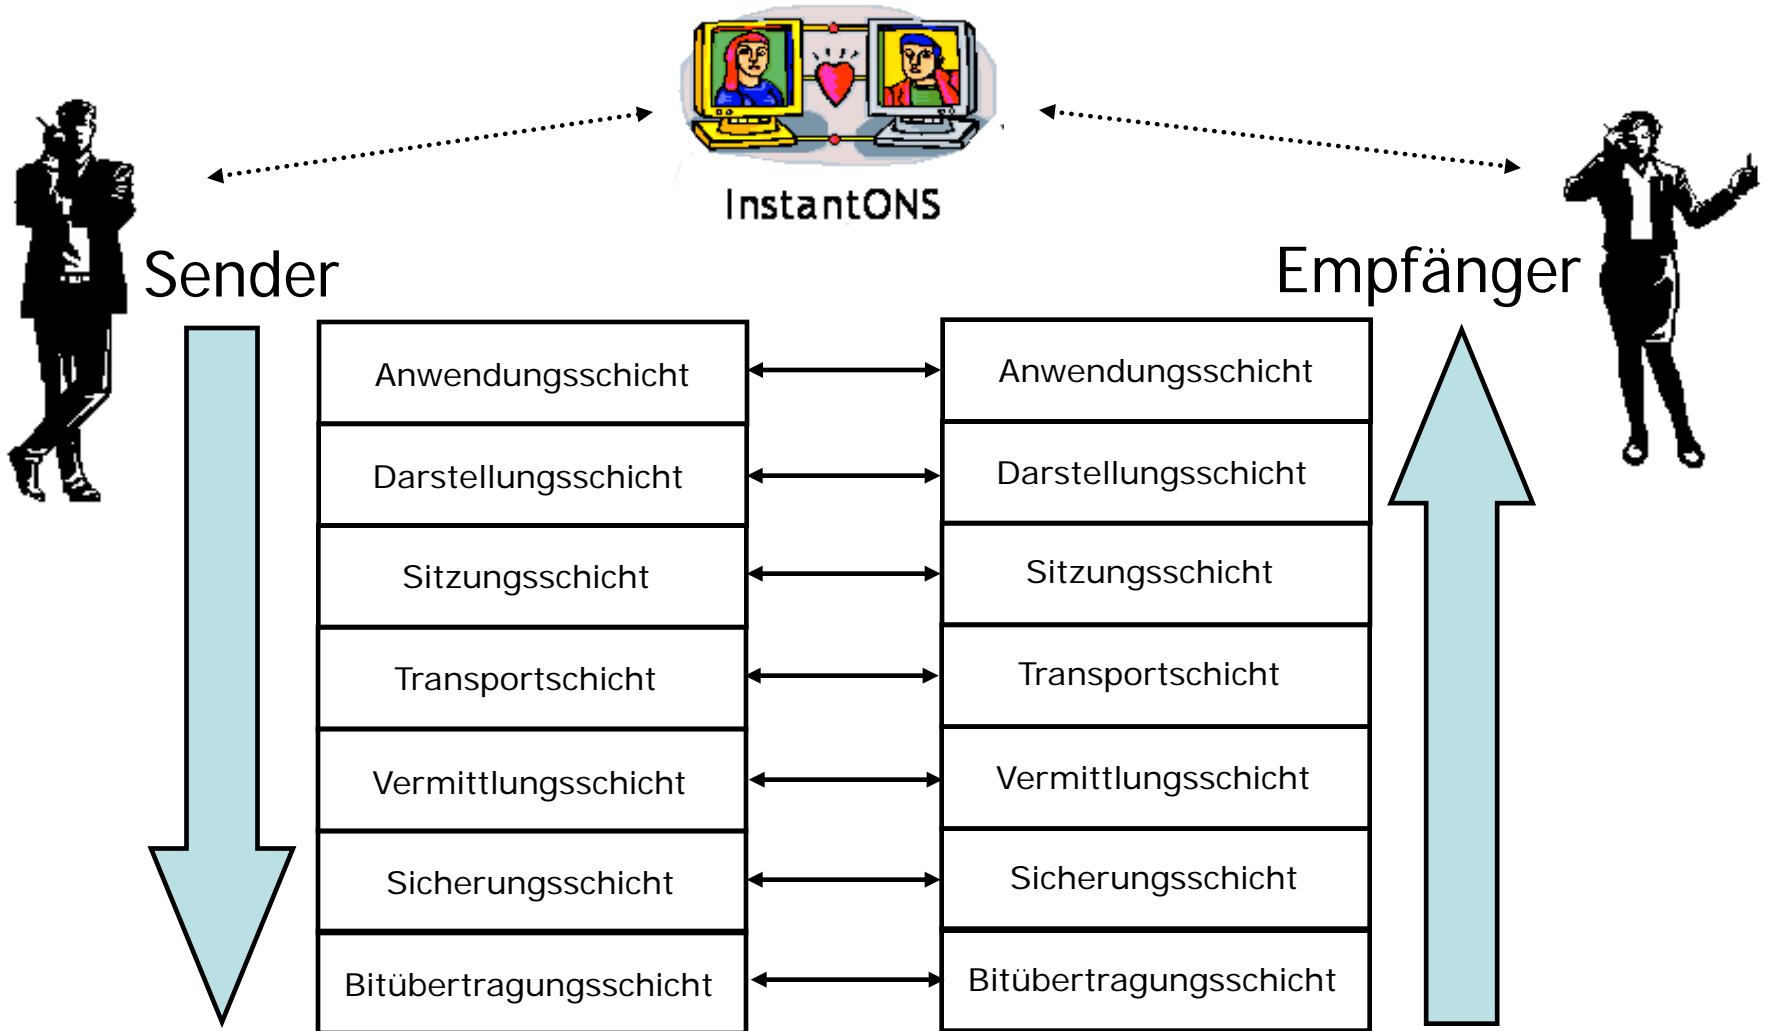 InstantONS
Sender
Empfänger
Anwendungsschicht
Anwendungsschicht
Darstellungsschicht
Darstellungsschicht
Sitzungsschicht
Sitzungsschicht
Transportschicht
Transportschicht
Vermittlungsschicht
Vermittlungsschicht
Sicherungsschicht
Sicherungsschicht
Bitübertragungsschicht
Bitübertragungsschicht